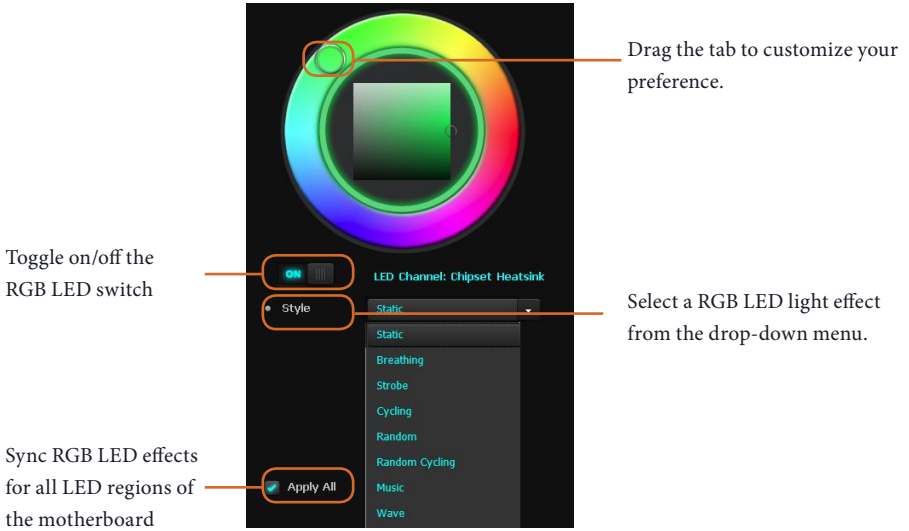 Drag the tab to customize your
preference.
Toggle on/off the
RGB LED switch
ON
LED Channel: Chipset Heatsink
Style
Static
Select a RGB LED light effect
from the drop-down menu.
Static
Breathing
Strobe
Cycling
Random
Random Cycling
Sync RGB LED effects
for all LED regions of
the motherboard
Apply All
Music
Wave